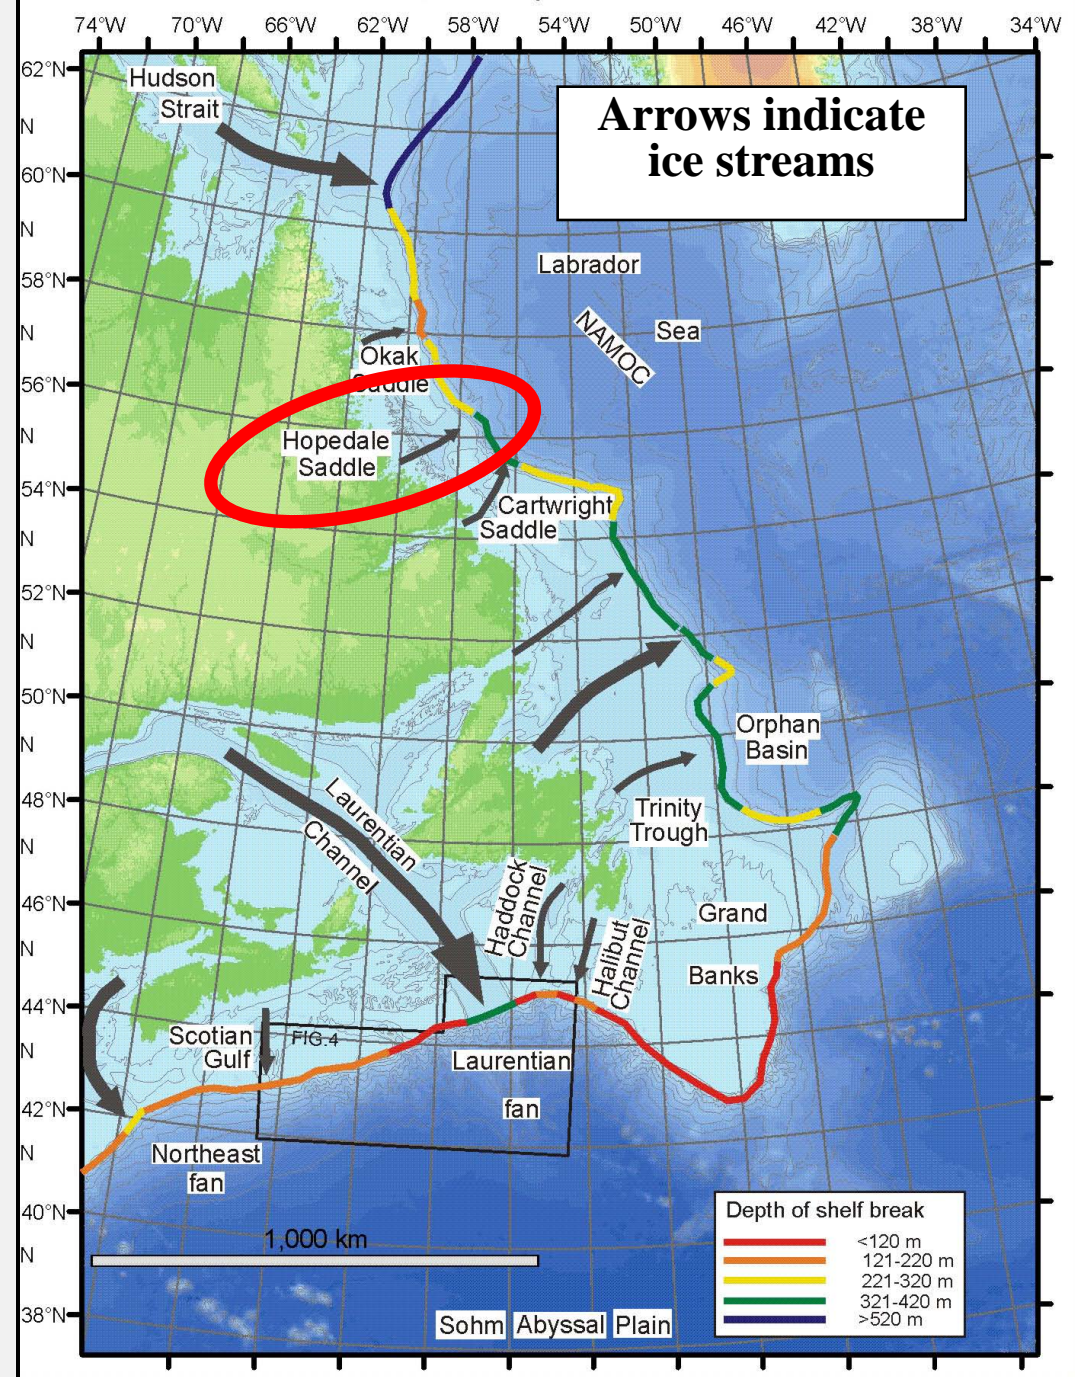 74°W 70°W 66°W 62°W 58°W 54°W 50°W 46°W 42°W 38°W 34°W
62°N
N
60°N
N
58°N
N
56°N
N
54°N
N
52°N
N
50°N
N
48°N
N
46°N
N
44°N
N
42°N
N
40°N
N
38°N
Hudson
Strait
Arrows indicate
ice streams
Labrador
Sea
NAMOC
Okak
Saddle
Hopedale
Saddle
Cartwright
Saddle
Orphan
Basin
Trinity
Trough
Laurentian
Channel
Haddock
Channel
Halibut
Channel
Grand
Banks
Scotian
Gulf
FIG.4
Laurentian
fan
Northeast
fan
1,000 km
Sohm Abyssal Plain
Depth of shelf break
<120 m
121-220 m
221-320 m
321-420 m
>520 m